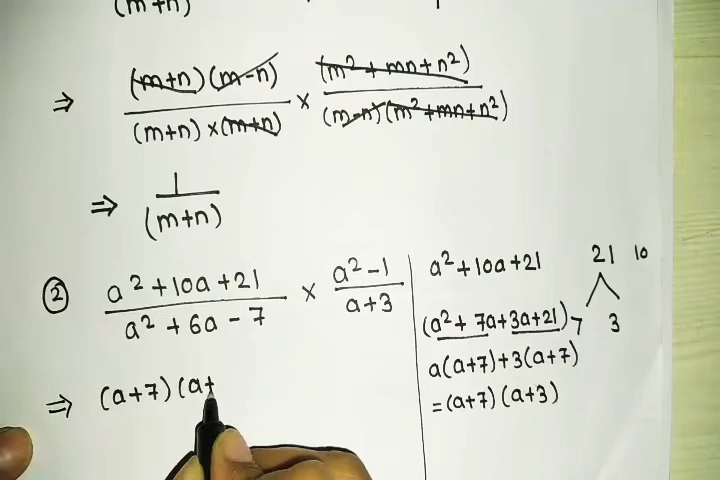 (m+n)
⇒ (m+n)(m-n) / (m+n)×(m+n) × (m²+mn+n²) / (m-n)(m²+mn+n²)
⇒ 1 / (m+n)
② a²+10a+21 / a²+6a-7 × a²-1 / a+3
⇒ (a+7)(a+
a²+10a+21
21 10
(a²+7a+3a+21) 7 3
a(a+7)+3(a+7)
=(a+7)(a+3)